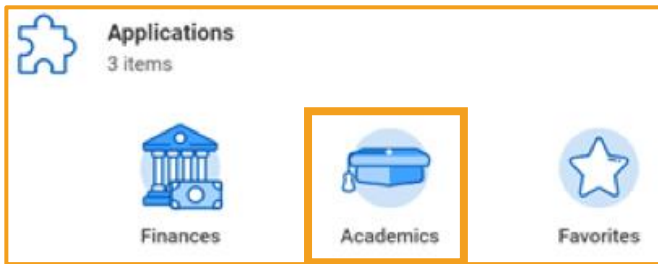 Applications
3 items
Finances
Academics
Favorites